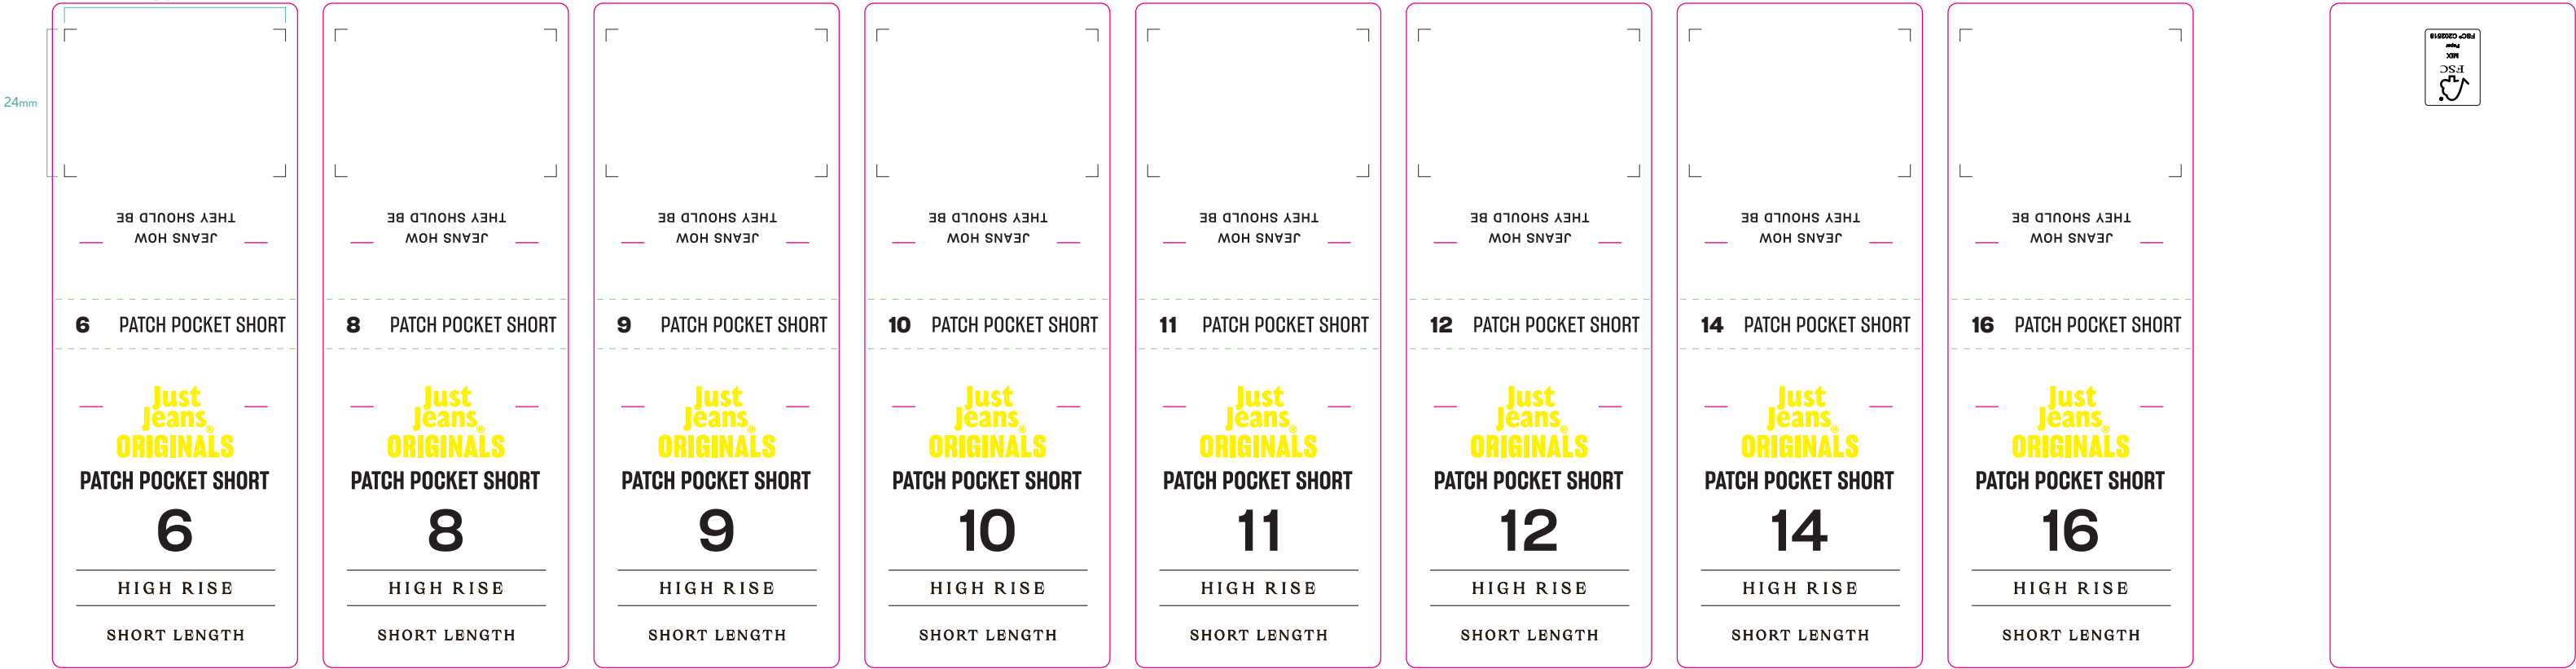 24mm
THEY SHOULD BE
JEANS HOW
6 PATCH POCKET SHORT
Just
Jeans®
ORIGINALS
PATCH POCKET SHORT
6
HIGH RISE
SHORT LENGTH
THEY SHOULD BE
JEANS HOW
8 PATCH POCKET SHORT
Just
Jeans®
ORIGINALS
PATCH POCKET SHORT
8
HIGH RISE
SHORT LENGTH
THEY SHOULD BE
JEANS HOW
9 PATCH POCKET SHORT
Just
Jeans®
ORIGINALS
PATCH POCKET SHORT
9
HIGH RISE
SHORT LENGTH
THEY SHOULD BE
JEANS HOW
10 PATCH POCKET SHORT
Just
Jeans®
ORIGINALS
PATCH POCKET SHORT
10
HIGH RISE
SHORT LENGTH
THEY SHOULD BE
JEANS HOW
11 PATCH POCKET SHORT
Just
Jeans®
ORIGINALS
PATCH POCKET SHORT
11
HIGH RISE
SHORT LENGTH
THEY SHOULD BE
JEANS HOW
12 PATCH POCKET SHORT
Just
Jeans®
ORIGINALS
PATCH POCKET SHORT
12
HIGH RISE
SHORT LENGTH
THEY SHOULD BE
JEANS HOW
14 PATCH POCKET SHORT
Just
Jeans®
ORIGINALS
PATCH POCKET SHORT
14
HIGH RISE
SHORT LENGTH
THEY SHOULD BE
JEANS HOW
16 PATCH POCKET SHORT
Just
Jeans®
ORIGINALS
PATCH POCKET SHORT
16
HIGH RISE
SHORT LENGTH
FSC
MIX
Paper
FSC® C202518